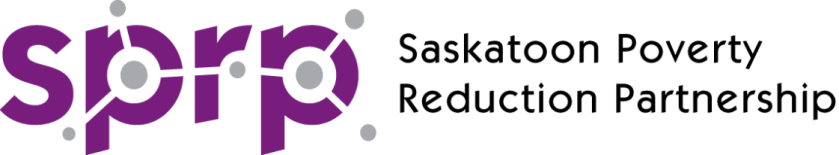 sprp
Saskatoon Poverty
Reduction Partnership